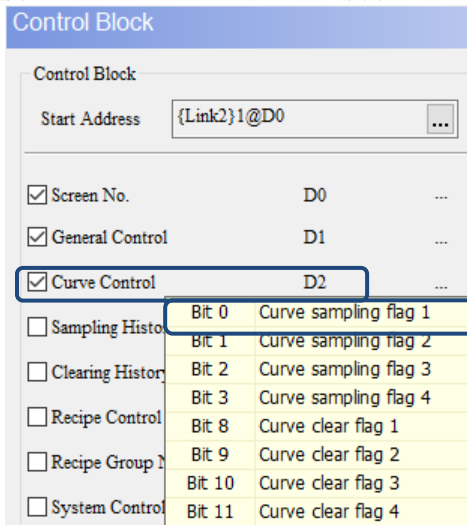 Control Block
Control Block
Start Address {Link2}1@D0 ...
Screen No. D0 ...
General Control D1 ...
Curve Control D2 ...
Bit 0 Curve sampling flag 1
Sampling Histo
Bit 1 Curve sampling flag 2
Clearing History
Bit 2 Curve sampling flag 3
Bit 3 Curve sampling flag 4
Recipe Control
Bit 8 Curve clear flag 1
Recipe Group N
Bit 9 Curve clear flag 2
Bit 10 Curve clear flag 3
System Control
Bit 11 Curve clear flag 4